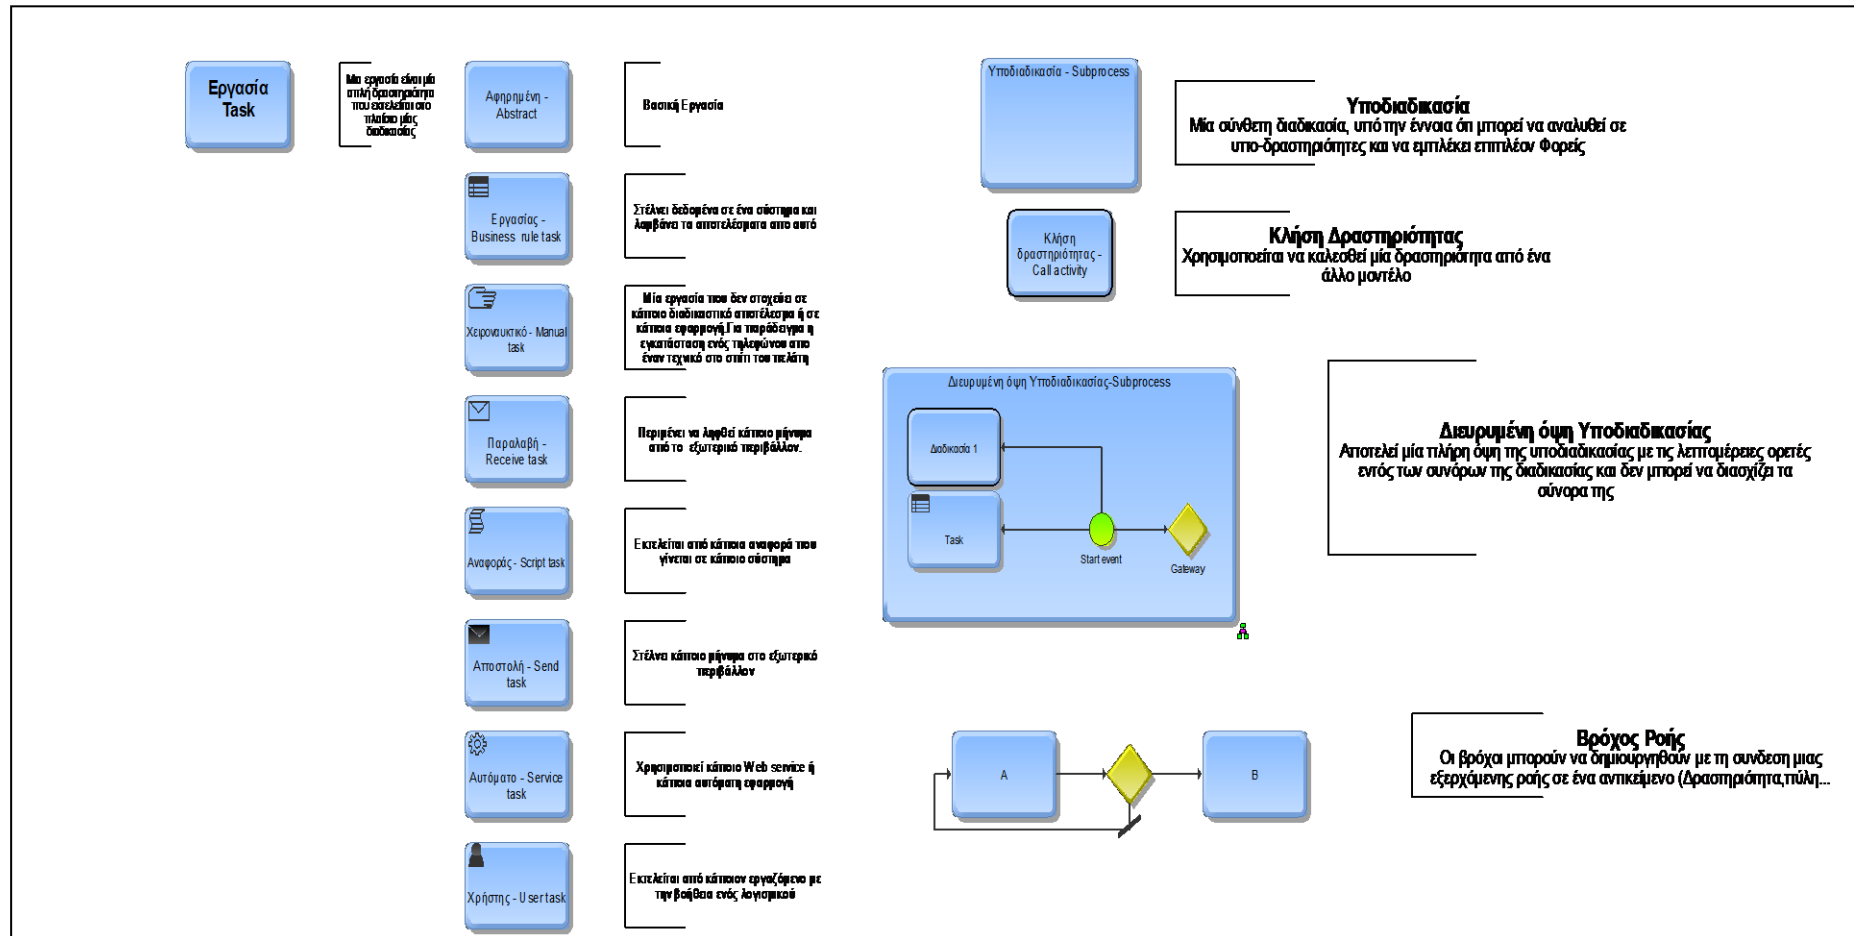 Εργασία
Task
Μια εργασία είναι μία
απλή δραστηριότητα
που εκτελείται στο
πλαίσιο μίας
διαδικασίας
Αφηρημένη -
Abstract
Βασική Εργασία
Εργασίας -
Business rule task
Στέλνει δεδομένα σε ένα σύστημα και
λαμβάνει τα αποτελέσματα απο αυτό
Χειροναυκτικό - Manual
task
Μία εργασία που δεν στοχεύει σε
κάποιο διαδικαστικό αποτέλεσμα ή σε
κάποια εφαρμογή.Για παράδειγμα η
εγκατάσταση ενός τηλεφώνου απο
έναν τεχνικό στο σπίτι του πελάτη
Παραλαβή -
Receive task
Περιμένει να ληφθεί κάποιο μήνυμα
από το εξωτερικό περιβάλλον.
Αναφοράς - Script task
Εκτελείται από κάποια αναφορά που
γίνεται σε κάποιο σύστημα
Αποστολή - Send
task
Στέλνει κάποιο μήνυμα στο εξωτερικό
περιβάλλον
Αυτόματο - Service
task
Χρησιμοποιεί κάποιο Web service ή
κάποια αυτόματη εφαρμογή
Χρήστης - User task
Εκτελείται από κάποιον εργαζόμενο με
την βοήθεια ενός λογισμικού
Υποδιαδικασία - Subprocess
Υποδιαδικασία
Μία σύνθετη διαδικασία, υπό την έννοια ότι μπορεί να αναλυθεί σε
υπο-δραστηριότητες και να εμπλέκει επιπλέον Φορείς
Κλήση
δραστηριότητας -
Call activity
Κλήση Δραστηριότητας
Χρησιμοποείται να καλεσθεί μία δραστηριότητα από ένα
άλλο μοντέλο
Διευρυμένη όψη Υποδιαδικασίας-Subprocess
Διαδικασία 1
Task
Start event
Gateway
Διευρυμένη όψη Υποδιαδικασίας
Αποτελεί μία πλήρη όψη της υποδιαδικασίας με τις λεπτομέρειες ορετές
εντός των συνόρων της διαδικασίας και δεν μπορεί να διασχίζει τα
σύνορα της
A
B
Βρόχος Ροής
Οι βρόχοι μπορούν να δημιουργηθούν με τη συνδεση μιας
εξερχόμενης ροής σε ένα αντικείμενο (Δραστηριότητα,πύλη...